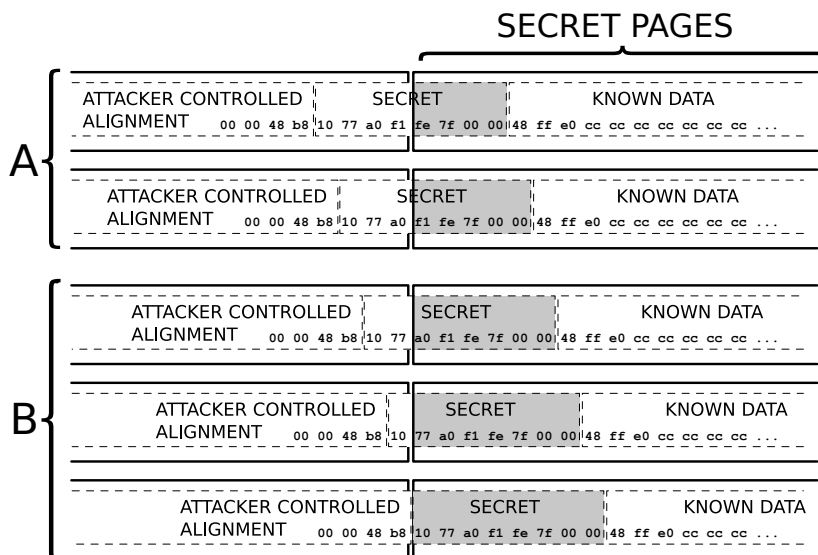 SECRET PAGES
A
ATTACKER CONTROLLED SECRET KNOWN DATA
ALIGNMENT 00 00 48 b8 10 77 a0 f1 fe 7f 00 00 48 ff e0 cc cc cc cc cc cc ...
ATTACKER CONTROLLED SECRET KNOWN DATA
ALIGNMENT 00 00 48 b8 10 77 a0 f1 fe 7f 00 00 48 ff e0 cc cc cc cc cc ...
B
ATTACKER CONTROLLED SECRET KNOWN DATA
ALIGNMENT 00 00 48 b8 10 77 a0 f1 fe 7f 00 00 48 ff e0 cc cc cc cc ...
ATTACKER CONTROLLED SECRET KNOWN DATA
ALIGNMENT 00 00 48 b8 10 77 a0 f1 fe 7f 00 00 48 ff e0 cc cc cc cc ...
ATTACKER CONTROLLED SECRET KNOWN DATA
ALIGNMENT 00 00 48 b8 10 77 a0 f1 fe 7f 00 00 48 ff e0 cc cc cc ...